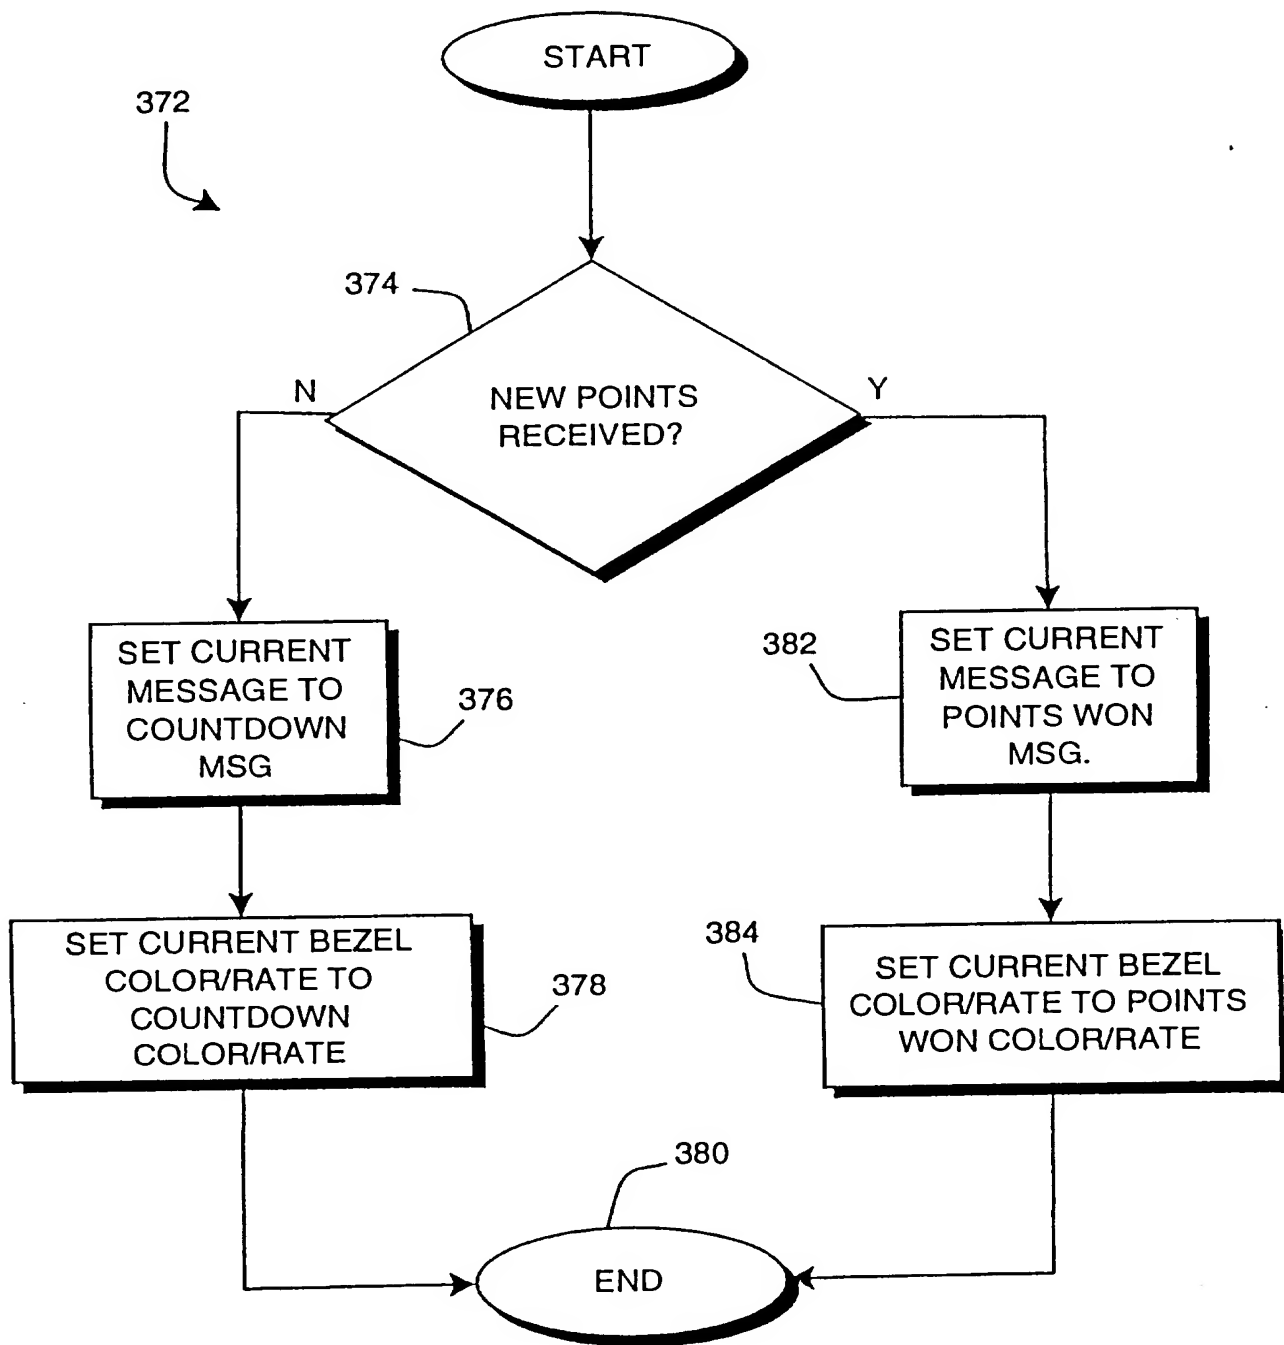 START
372
374
N
Y
NEW POINTS
RECEIVED?
SET CURRENT
MESSAGE TO
COUNTDOWN
MSG
376
382
SET CURRENT
MESSAGE TO
POINTS WON
MSG.
SET CURRENT BEZEL
COLOR/RATE TO
COUNTDOWN
COLOR/RATE
378
384
SET CURRENT BEZEL
COLOR/RATE TO POINTS
WON COLOR/RATE
380
END